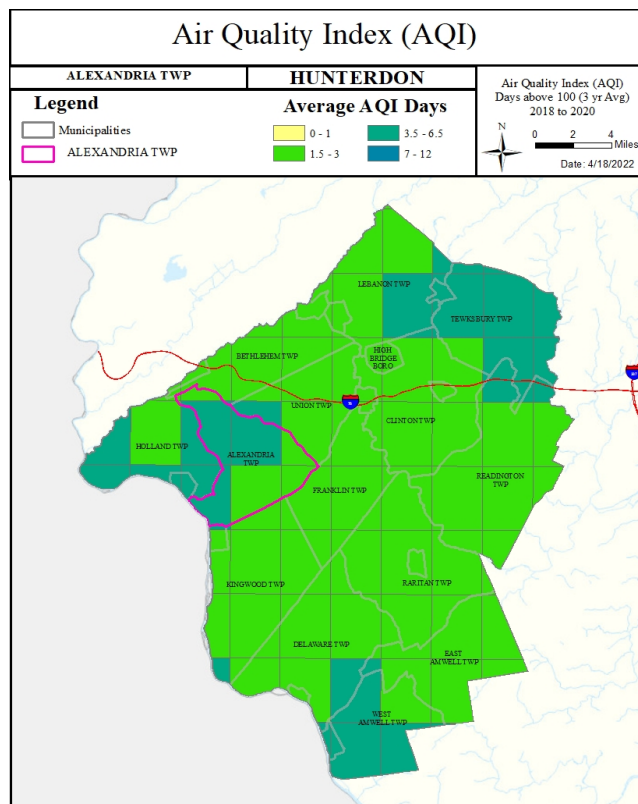 Air Quality Index (AQI)
ALEXANDRIA TWP
HUNTERDON
Air Quality Index (AQI)
Days above 100 (3 yr Avg)
2018 to 2020
Legend
Municipalities
ALEXANDRIA TWP
Average AQI Days
0 - 1
3.5 - 6.5
1.5 - 3
7 - 12
N
0 2 4
Miles
Date: 4/18/2022
LEBANON TWP
TEWKSBURY TWP
BETHLEHEM TWP
HIGH
BRIDGE
BORO
UNION TWP
CLINTON TWP
HOLLAND TWP
ALEXANDRIA
TWP
READINGTON
TWP
FRANKLIN TWP
KINGWOOD TWP
RARITAN TWP
DELAWARE TWP
EAST
AMWELL TWP
WEST
AMWELL TWP